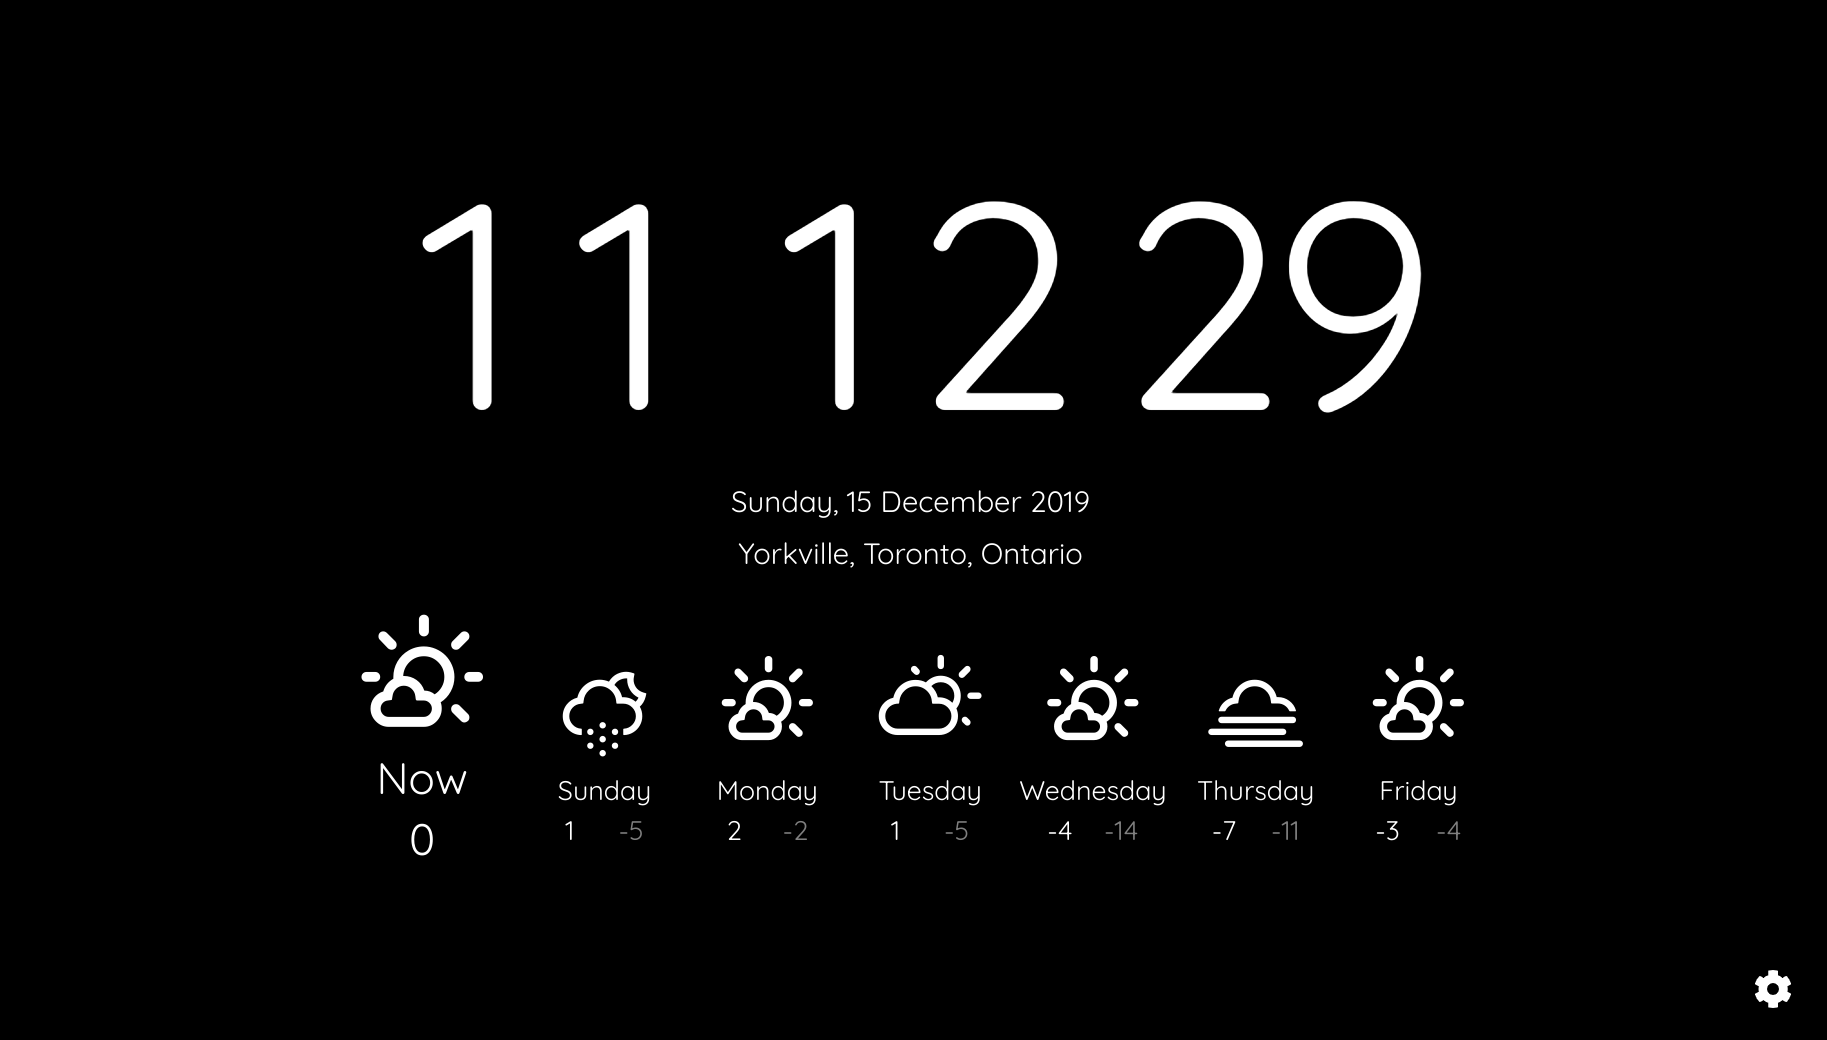 11 12 29
Sunday, 15 December 2019
Yorkville, Toronto, Ontario
Now
0
Sunday Monday Tuesday Wednesday Thursday Friday
1 -5 2 -2 1 -5 -4 -14 -7 -11 -3 -4